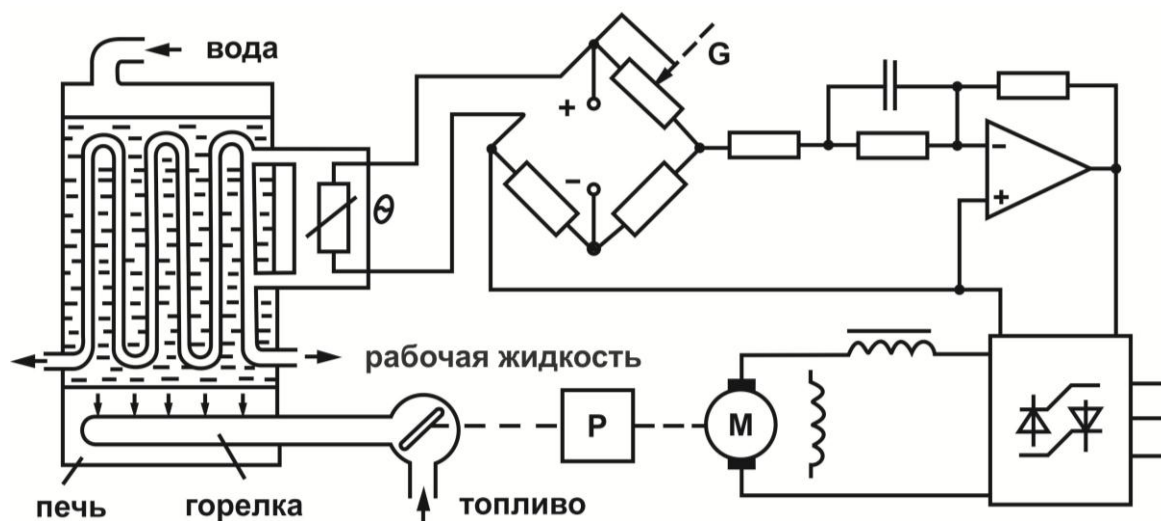 вода
G
+
−
−
+
θ
рабочая жидкость
P
M
печь
горелка
топливо